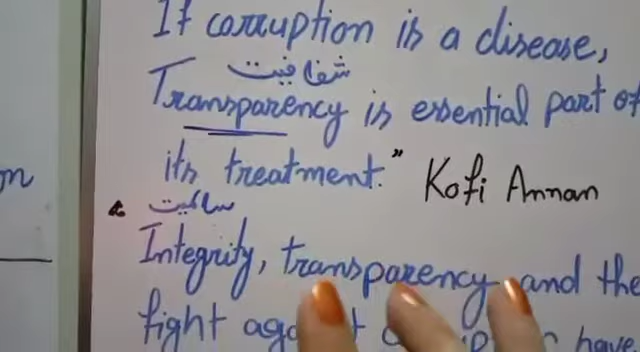 If corruption is a disease,
شفافیت
Transparency is essential part of
its treatment." Kofi Annan
سالمیت
Integrity, transparency and the
fight have